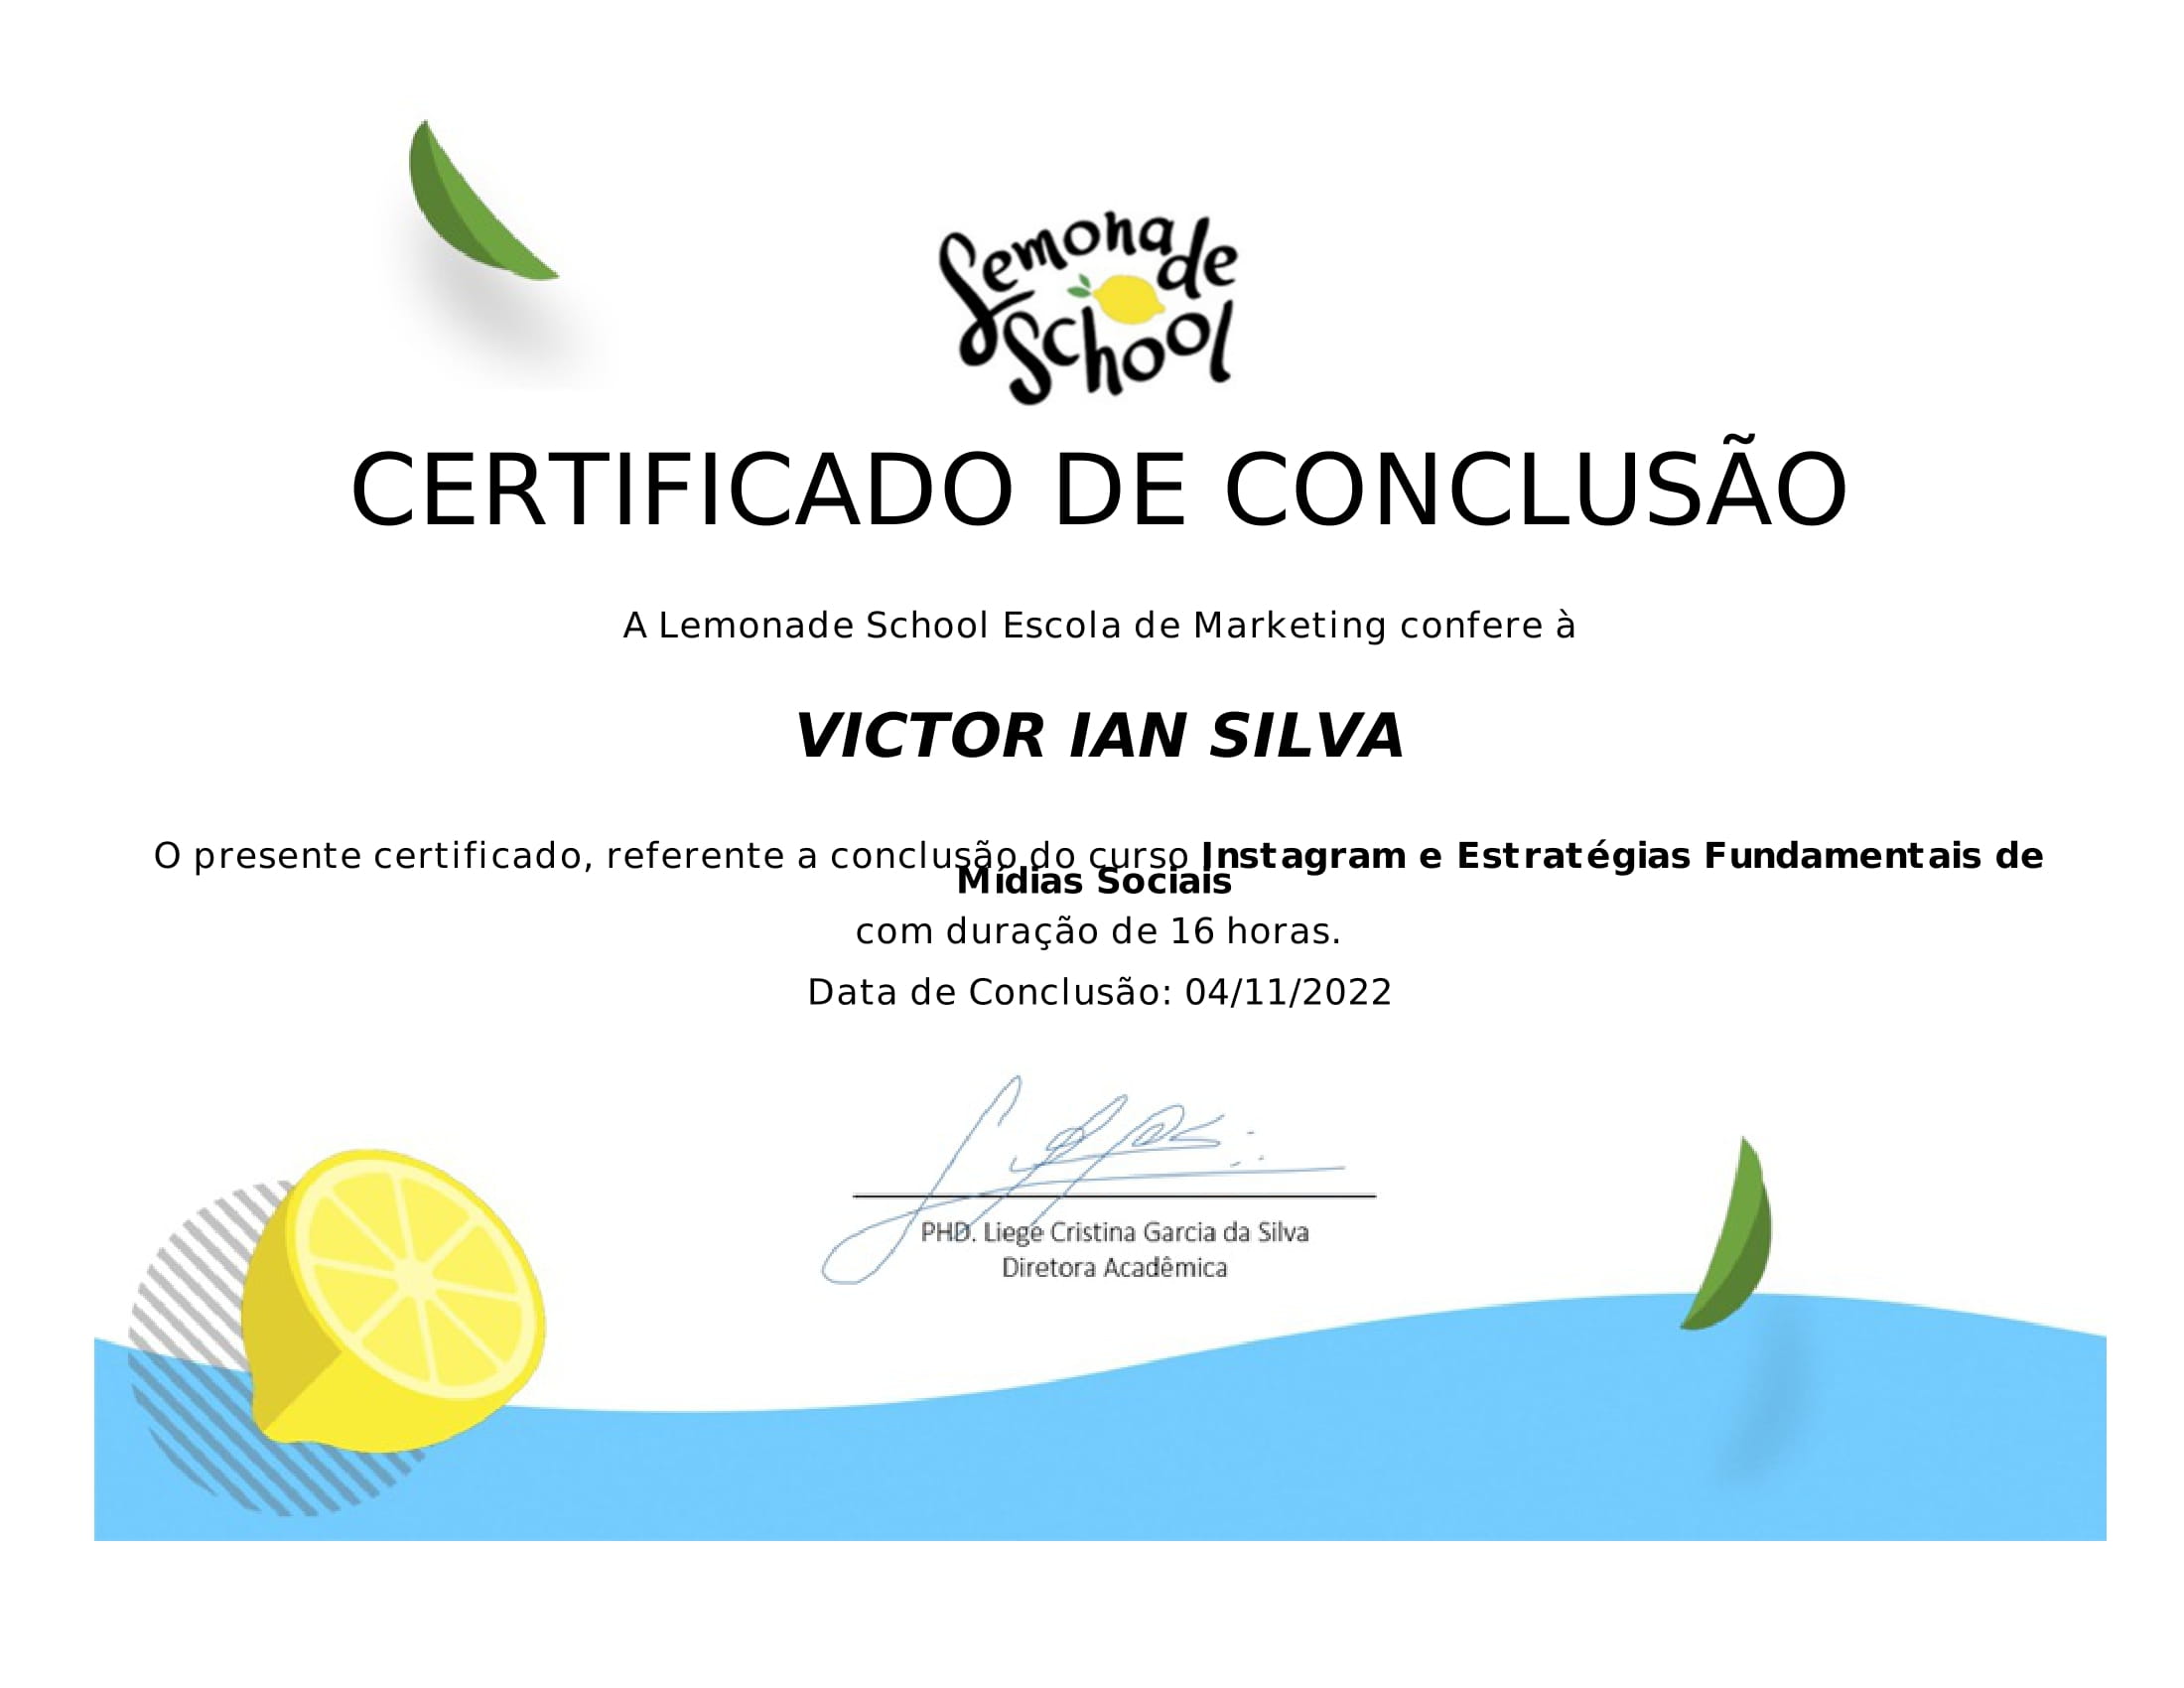 Lemonade
School
CERTIFICADO DE CONCLUSÃO
A Lemonade School Escola de Marketing confere à
VICTOR IAN SILVA
O presente certificado, referente a conclusão do curso Instagram e Estratégias Fundamentais de
Mídias Sociais
com duração de 16 horas.
Data de Conclusão: 04/11/2022
PHD. Liege Cristina Garcia da Silva
Diretora Acadêmica